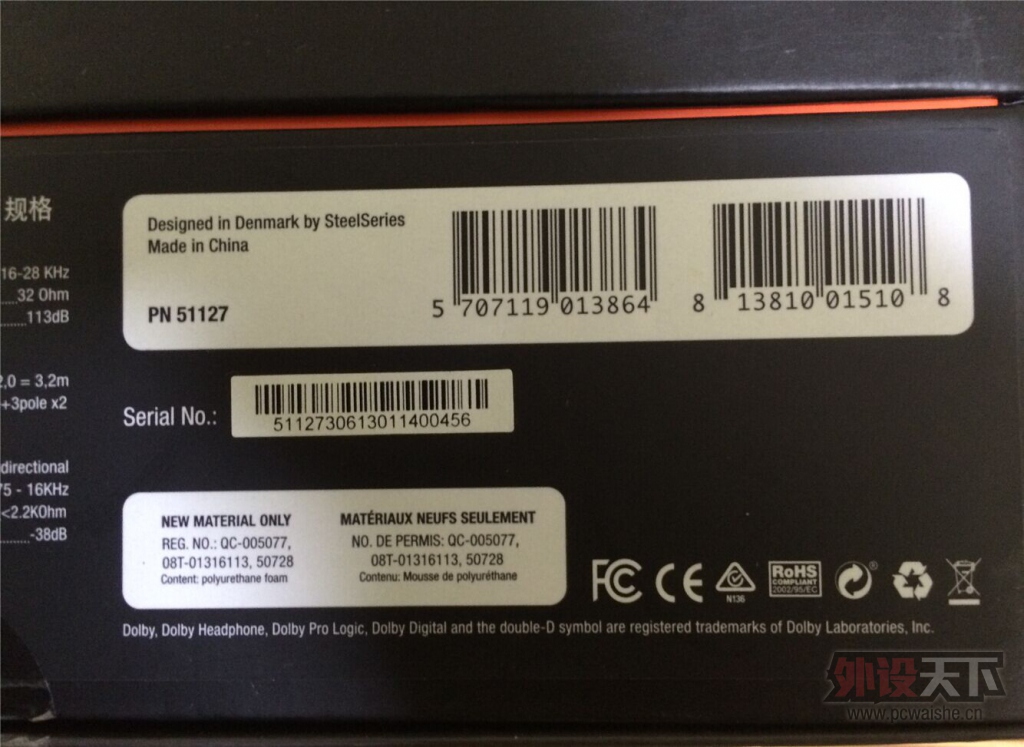 规格
16-28 KHz
32 Ohm
113dB
2,0 = 3,2m
+3pole x2
directional
75 - 16KHz
<2.2KOhm
-38dB
Designed in Denmark by SteelSeries
Made in China
PN 51127
5 707119 013864
8 13810 01510 8
Serial No.:
5112730613011400456
NEW MATERIAL ONLY
REG. NO.: QC-005077,
08T-01316113, 50728
Content: polyurethane foam
MATÉRIAUX NEUFS SEULEMENT
NO. DE PERMIS: QC-005077,
08T-01316113, 50728
Contenu: Mousse de polyuréthane
FC CE
N136
RoHS
COMPLIANT
2002/95/EC
®
Dolby, Dolby Headphone, Dolby Pro Logic, Dolby Digital and the double-D symbol are registered trademarks of Dolby Laboratories, Inc.
外设天下
www.pcwaishe.cn